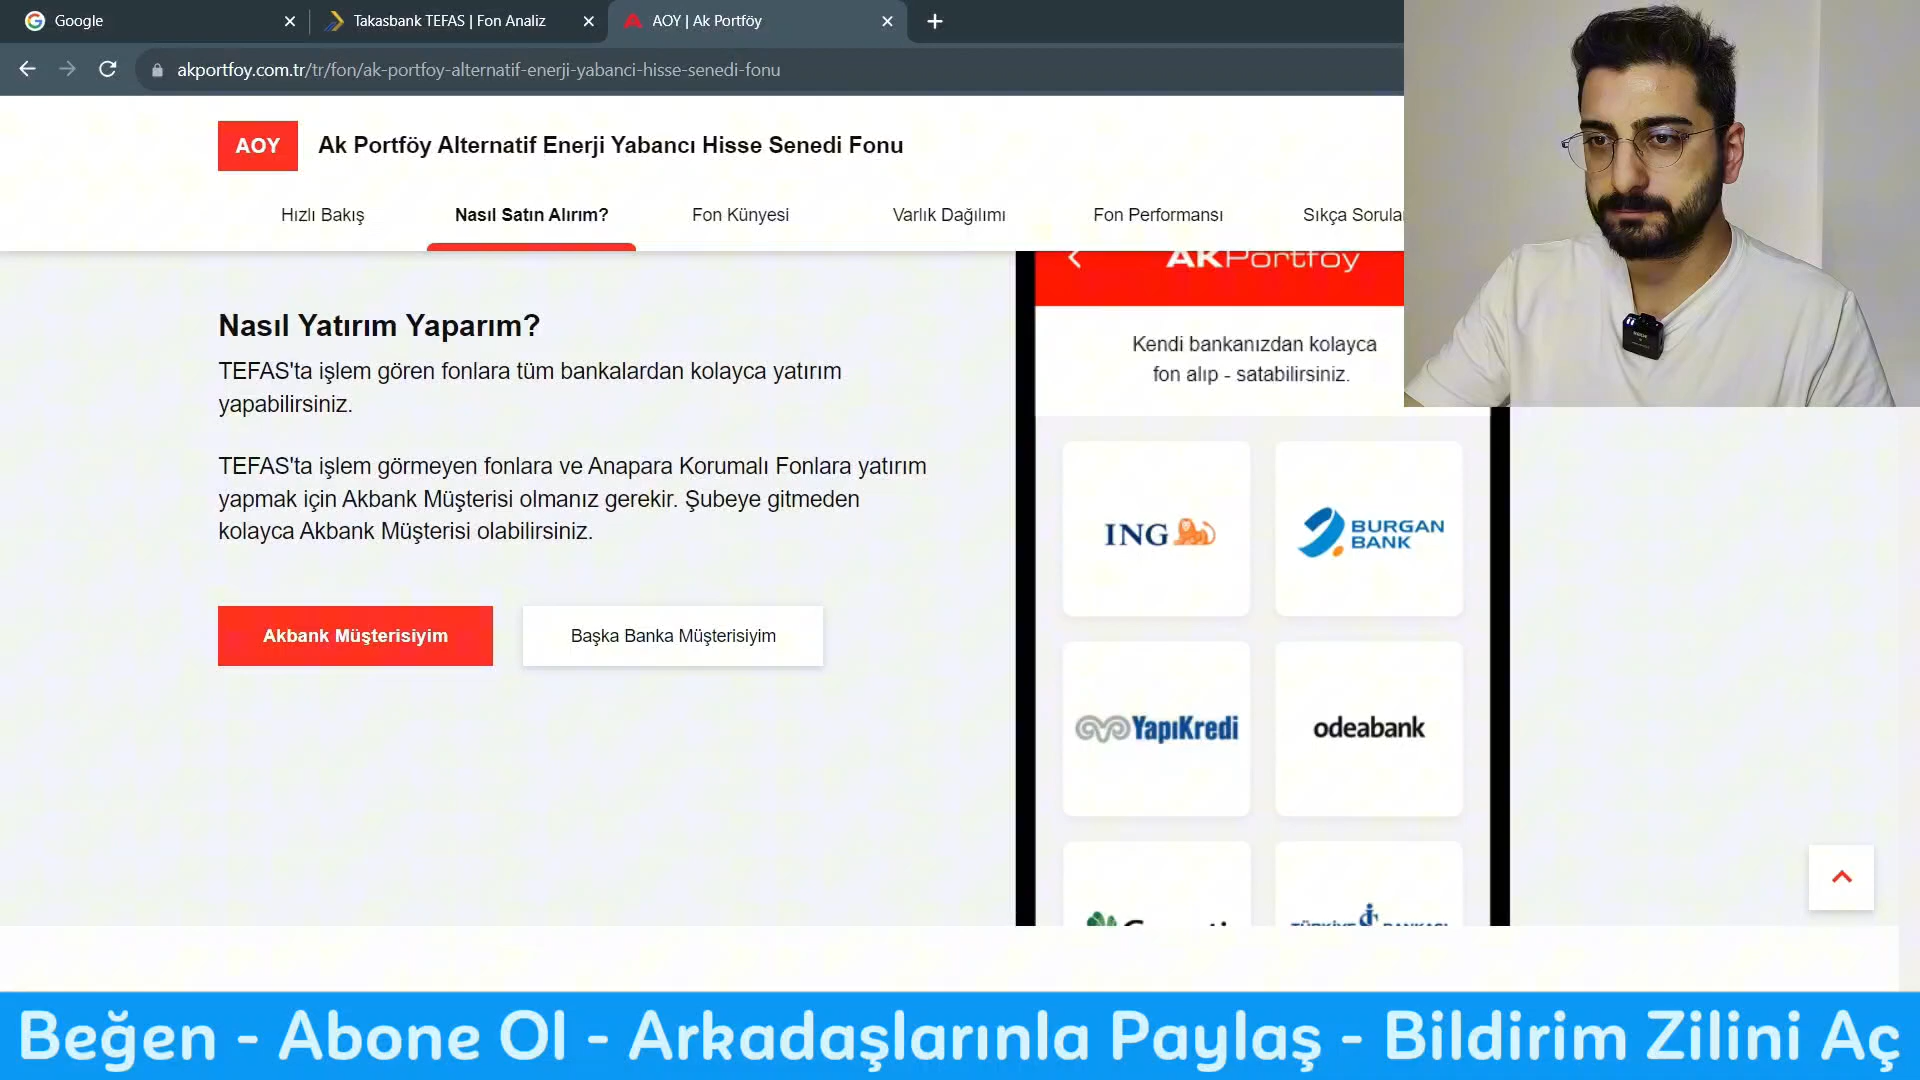 Google
Takasbank TEFAS | Fon Analiz
AOY | Ak Portföy
akportfoy.com.tr/tr/fon/ak-portfoy-alternatif-enerji-yabanci-hisse-senedi-fonu
AOY
Ak Portföy Alternatif Enerji Yabancı Hisse Senedi Fonu
Hızlı Bakış
Nasıl Satın Alırım?
Fon Künyesi
Varlık Dağılımı
Fon Performansı
Sıkça Sorula
Nasıl Yatırım Yaparım?
TEFAS'ta işlem gören fonlara tüm bankalardan kolayca yatırım
yapabilirsiniz.
TEFAS'ta işlem görmeyen fonlara ve Anapara Korumalı Fonlara yatırım
yapmak için Akbank Müşterisi olmanız gerekir. Şubeye gitmeden
kolayca Akbank Müşterisi olabilirsiniz.
Akbank Müşterisiyim
Başka Banka Müşterisiyim
AKPortföy
Kendi bankanızdan kolayca
fon alıp - satabilirsiniz.
ING
BURGAN
BANK
YapıKredi
odeabank
TÜRKİYE İŞ BANKASI
Beğen - Abone Ol - Arkadaşlarınla Paylaş - Bildirim Zilini Aç